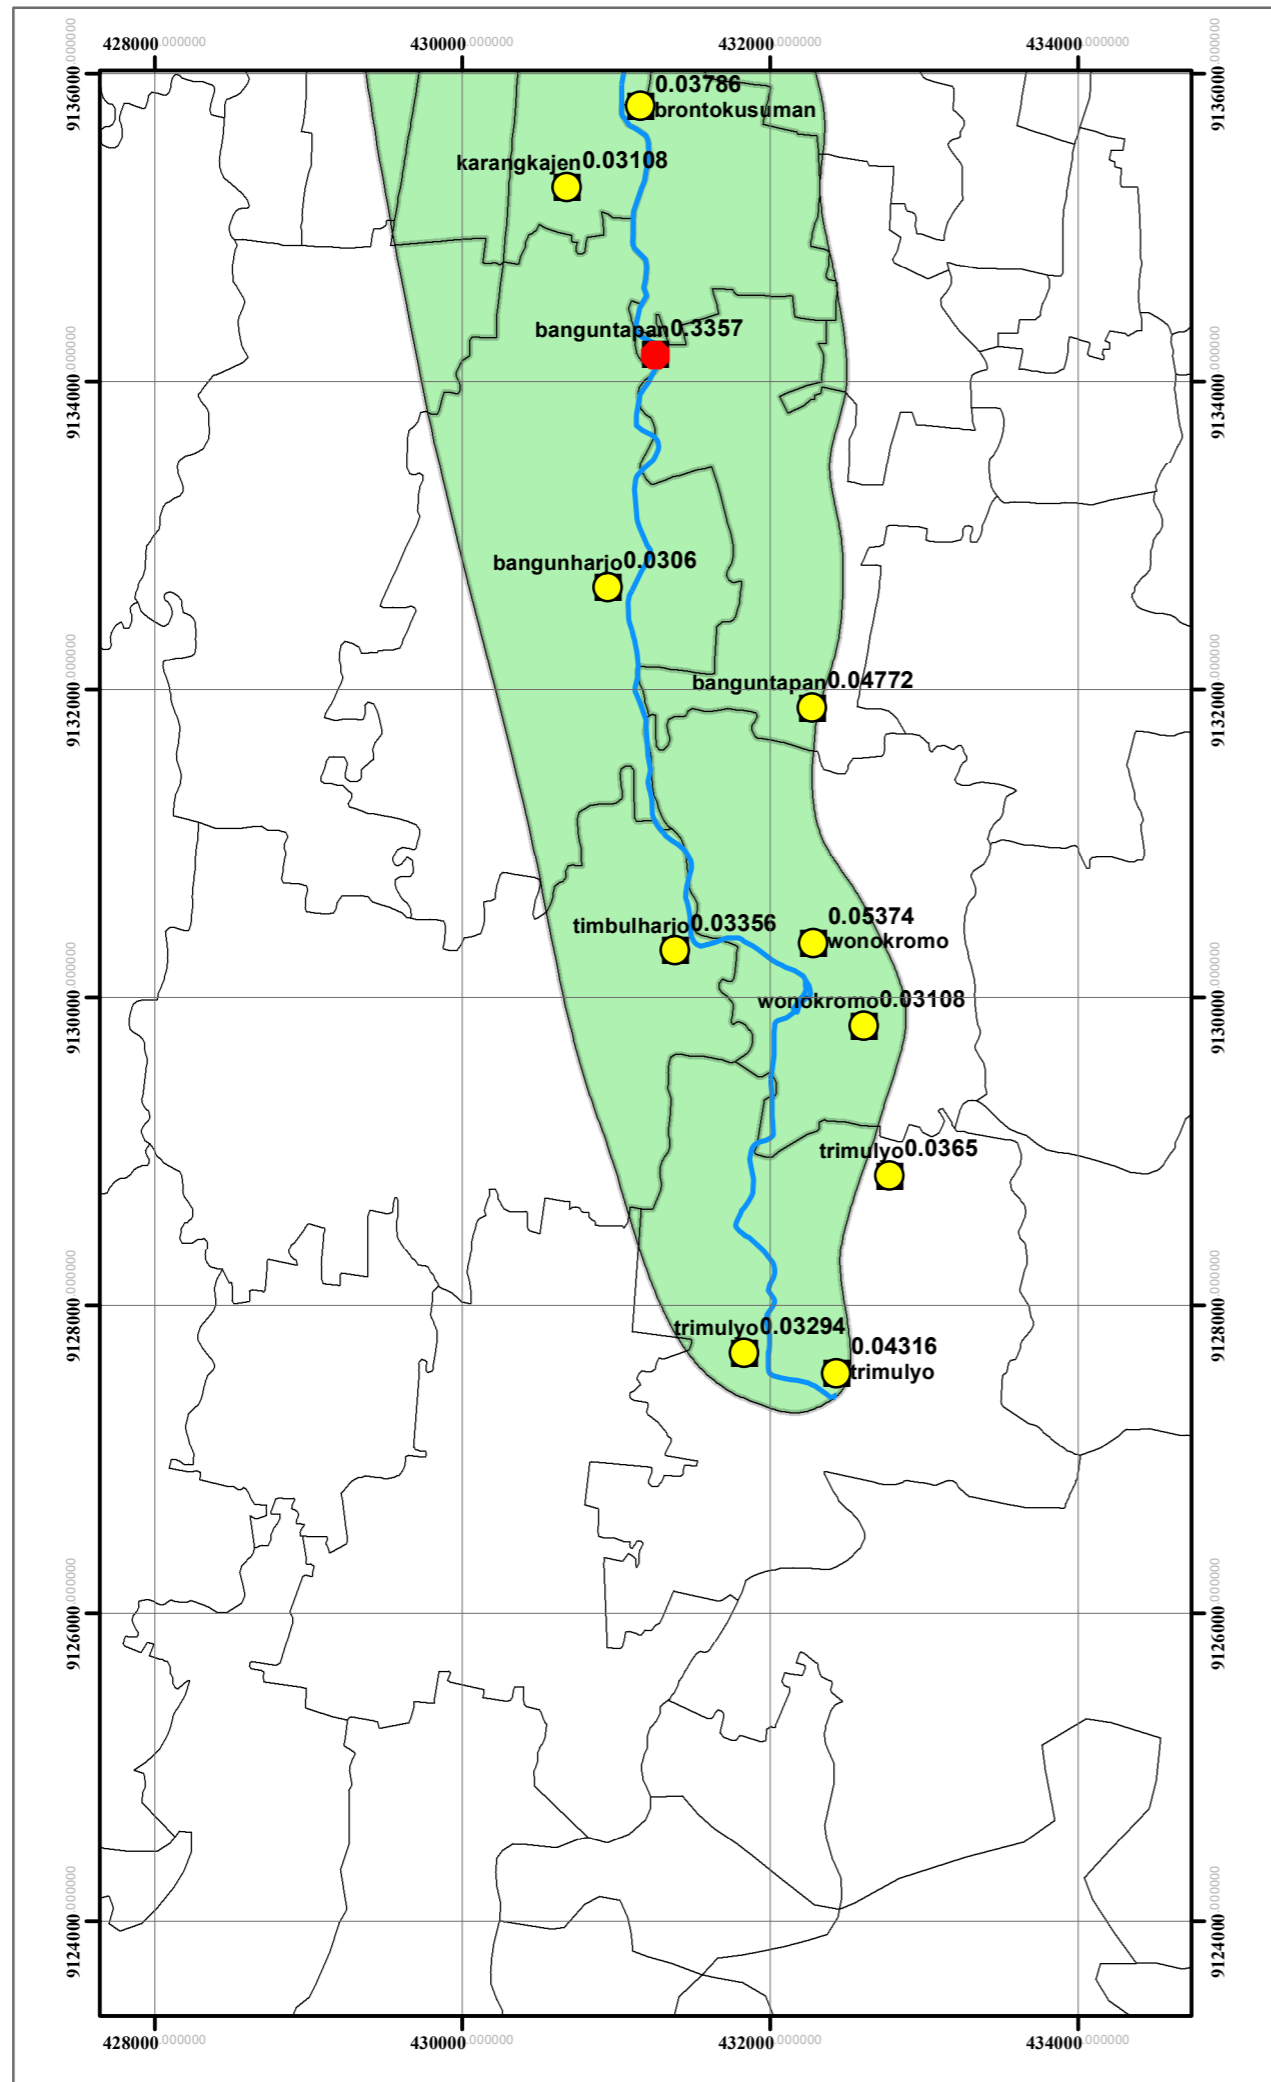 428000.000000 430000.000000 432000.000000 434000.000000
9136000.000000 9136000.000000
0.03786
brontokusuman
karangkajen0.03108
banguntapan0.3357
9134000.000000 9134000.000000
bangunharjo0.0306
banguntapan0.04772
9132000.000000 9132000.000000
0.05374
wonokromo
timbulharjo0.03356
wonokromo0.03108
9130000.000000 9130000.000000
trimulyo0.0365
9128000.000000 9128000.000000
trimulyo0.03294
0.04316
trimulyo
9126000.000000 9126000.000000
9124000.000000 9124000.000000
428000.000000 430000.000000 432000.000000 434000.000000